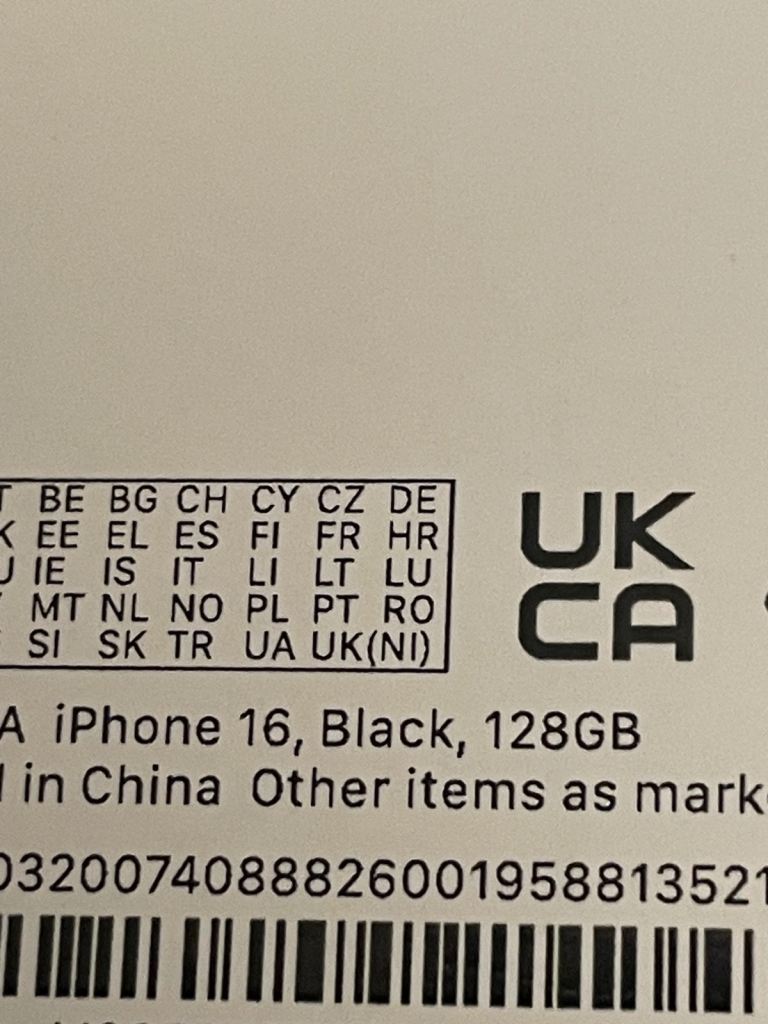 T BE BG CH CY CZ DE
K EE EL ES FI FR HR
U IE IS IT LI LT LU
MT NL NO PL PT RO
SI SK TR UA UK(NI)
UK
CA
A iPhone 16, Black, 128GB
in China Other items as mark
0320074088826001958813521